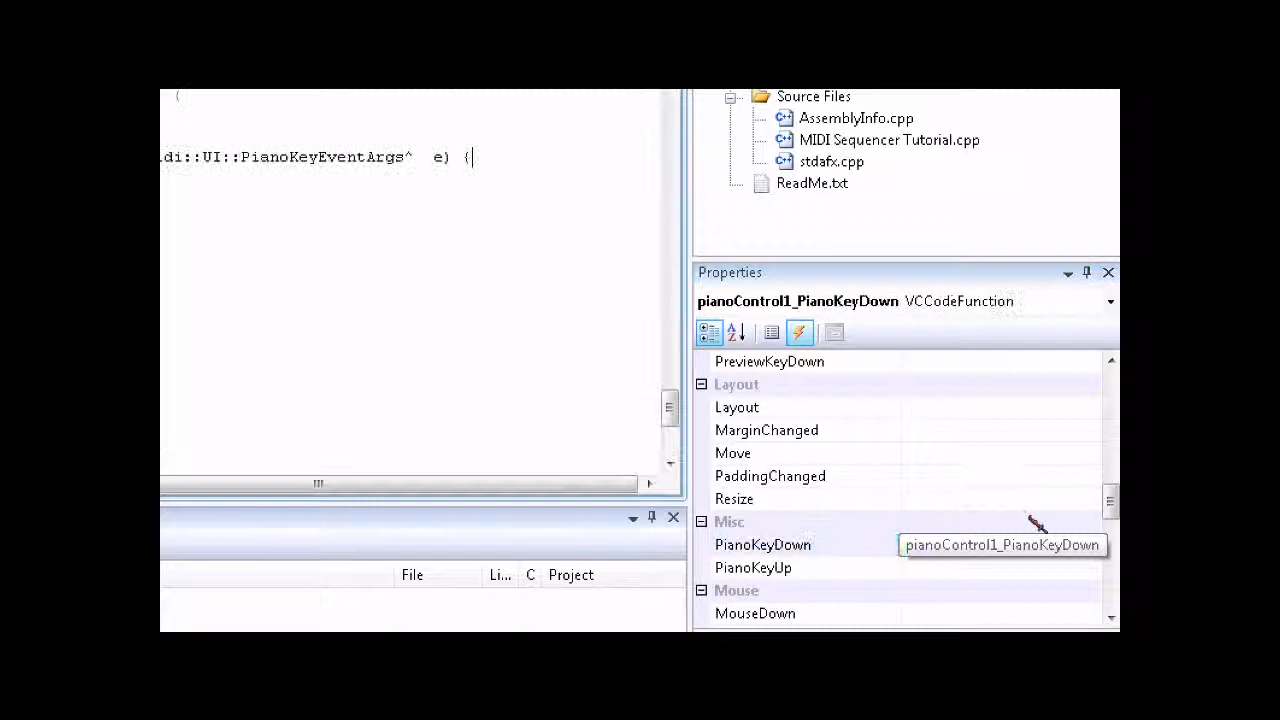 (
Source Files
AssemblyInfo.cpp
MIDI Sequencer Tutorial.cpp
di::UI::PianoKeyEventArgs^  e) {
stdafx.cpp
ReadMe.txt
Properties
pianoControl1_PianoKeyDown VCCodeFunction
PreviewKeyDown
Layout
Layout
MarginChanged
Move
PaddingChanged
Resize
Misc
PianoKeyDown pianoControl1_PianoKeyDown
PianoKeyUp
File Li... C Project
Mouse
MouseDown